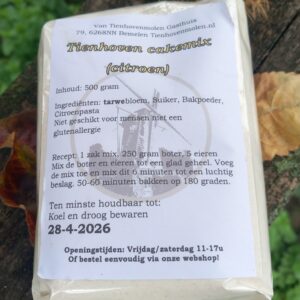 Van Tienhovenmolen Gasthuis
79, 6268NN Bemelen Tienhovenmolen.nl
Tienhoven cakemix
(citroen)
Inhoud: 500 gram
Ingrediënten: tarwebloem, Suiker, Bakpoeder,
Citroenpasta
Niet geschikt voor mensen met een
glutenallergie
Recept: 1 zak mix, 250 gram boter, 5 eieren
Mix de boter en eieren tot een glad geheel. Voeg
de mix toe en mix dit 6 minuten tot een luchtig
beslag. 50-60 minuten bakken op 180 graden.
Ten minste houdbaar tot:
Koel en droog bewaren
28-4-2026
Openingstijden: Vrijdag/zaterdag 11-17u
Of bestel eenvoudig via onze webshop!